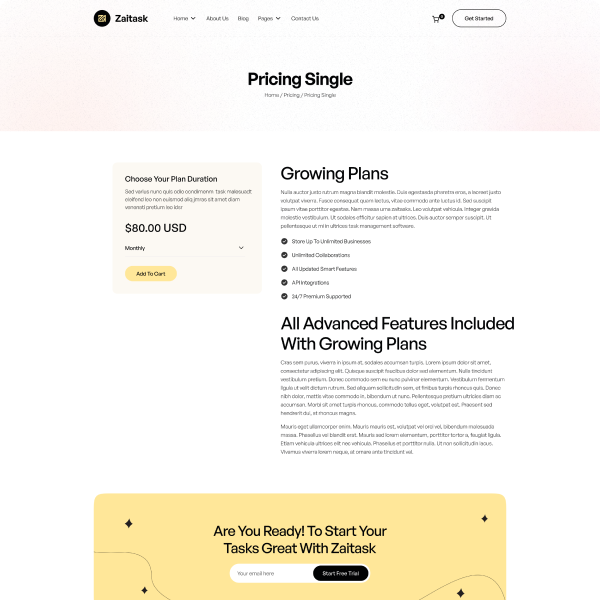 Zaitask
Home
About Us
Blog
Pages
Contact Us
0
Get Started
Pricing Single
Home / Pricing / Pricing Single
Choose Your Plan Duration
Sed varius nunc quis odio condimenm task malesuadt
eleifend leo non euismod aliq jmras sit amet diam
venenati pretium leo ldsr
$80.00 USD
Monthly
Add To Cart
Growing Plans
Nulla auctor justo rutrum magna blandit molestie. Duis egestasda pharetra eros, a laoreet justo
volutpat viverra. Fusce consequat quam lectus, vitae commodo ante luctus id. Sed suscipit
ipsum vitae porttitor egestas. Nam massa urna zaitasks. Leo volutpat vehicula. Integer gravida
molestio vestibulum. Ut sodales efficitur sapien at ultrices. Duis auctor semper suscipit. Ut
pellentesque ut mi in ultrices task management software.
Store Up To Unlimited Businesses
Unlimited Collaborations
All Updated Smart Features
API Integrations
24/7 Premium Supported
All Advanced Features Included
With Growing Plans
Cras sem purus, viverra in ipsum at, sodales accumsan turpis. Lorem ipsum dolor sit amet,
consectetur adipiscing elit. Quisque suscipit faucibus dolor sed elementum. Nulla tincidunt
vestibulum pretium. Donec commodo sem eu nunc pulvinar elementum. Vestibulum fermentum
ligula ut velit dictum rutrum. Sed aliquam sollicitudin sem, at finibus turpis rhoncus quis. Donec
nibh dolor, mattis vitae commodo in, bibendum ut nunc. Pellentesque pretium ultricies diam ac
accumsan. Morbi sit amet turpis rhoncus, commodo tellus eget, volutpat est. Praesent sed
hendrerit dui, et rhoncus magna.
Mauris eget ullamcorper enim. Mauris mauris est, volutpat vel orci vel, bibendum malesuada
massa. Phasellus vel blandit erat. Mauris sed lorem elementum, porttitor tortor a, feugiat ligula.
Etiam vehicula ultrices elit nec vehicula. Phasellus et porttitor nulla. Ut non sollicitudin lacus.
Vivamus viverra lorem neque, at ornare ante tincidunt vel.
Are You Ready! To Start Your
Tasks Great With Zaitask
Your email here
Start Free Trial